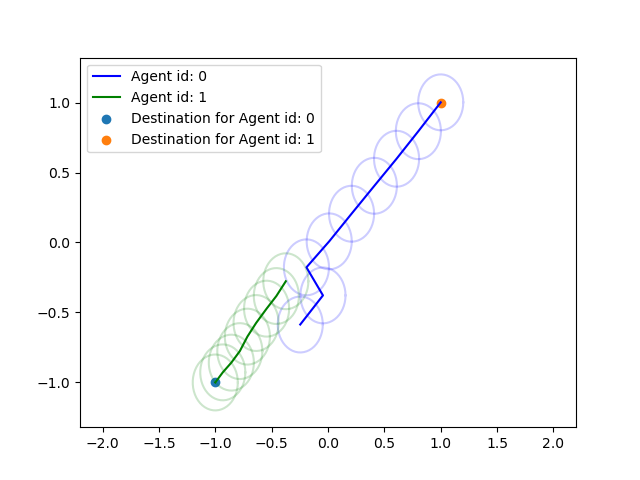 Agent id: 0
Agent id: 1
Destination for Agent id: 0
Destination for Agent id: 1
1.0
0.5
0.0
−0.5
−1.0
−2.0 −1.5 −1.0 −0.5 0.0 0.5 1.0 1.5 2.0